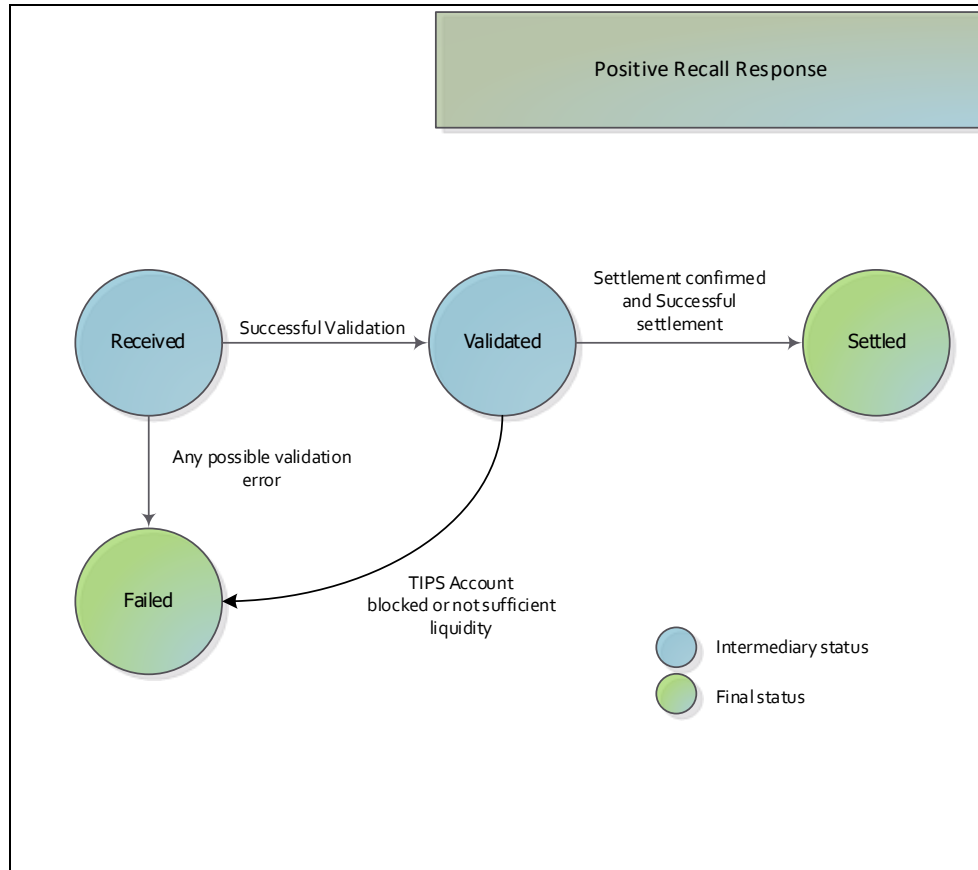 Positive Recall Response
Settlement confirmed
and Successful
settlement
Received
Successful Validation
Validated
Settled
Any possible validation
error
Failed
TIPS Account
blocked or not sufficient
liquidity
Intermediary status
Final status